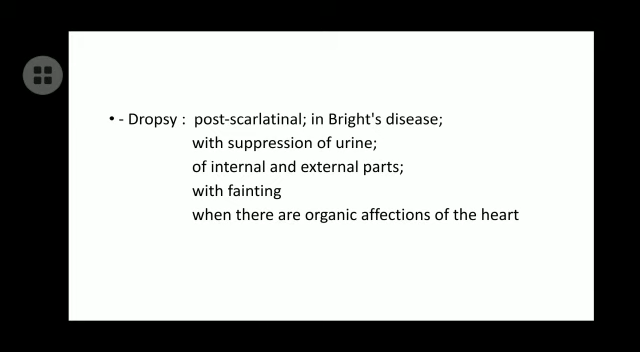 • - Dropsy : post-scarlatinal; in Bright's disease;
with suppression of urine;
of internal and external parts;
with fainting
when there are organic affections of the heart